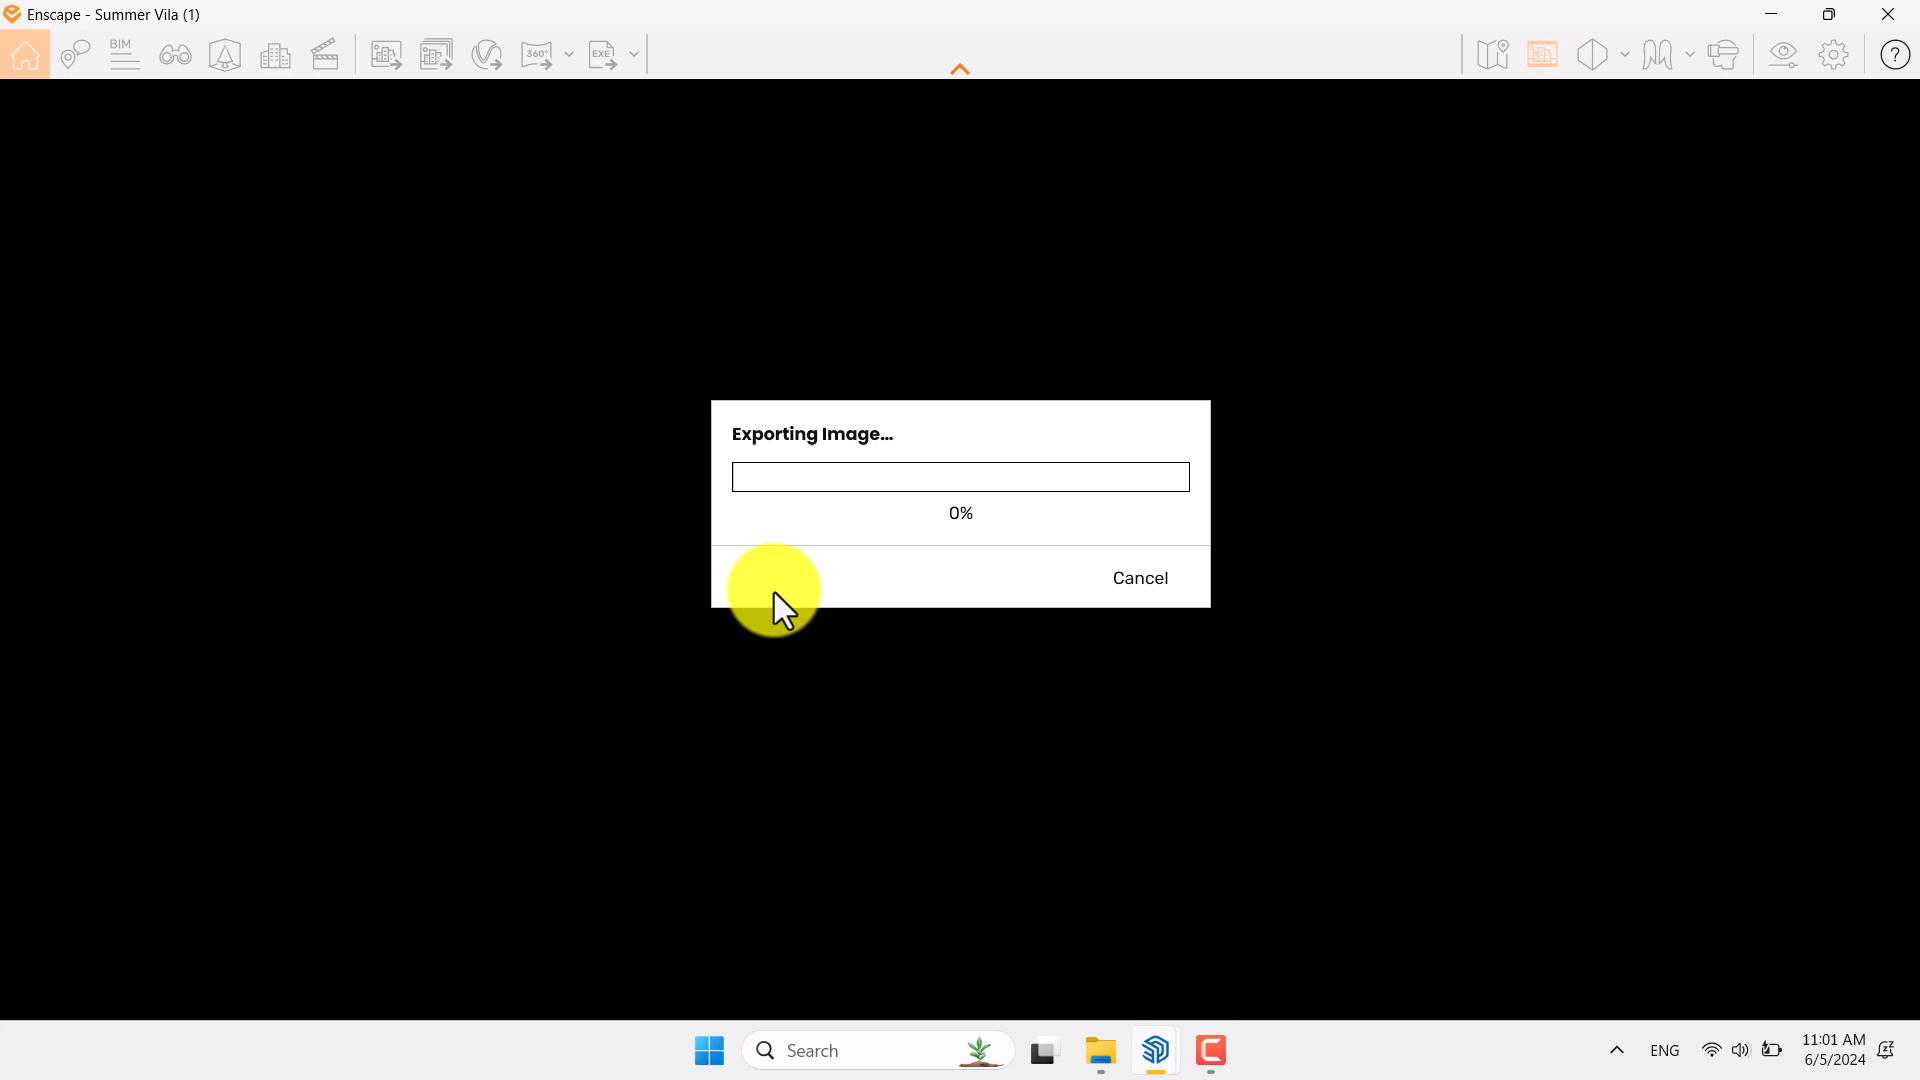 Enscape - Summer Vila (1)
BIM
360°
EXE
?
Exporting Image...
0%
Cancel
Search
ENG
11:01 AM
6/5/2024